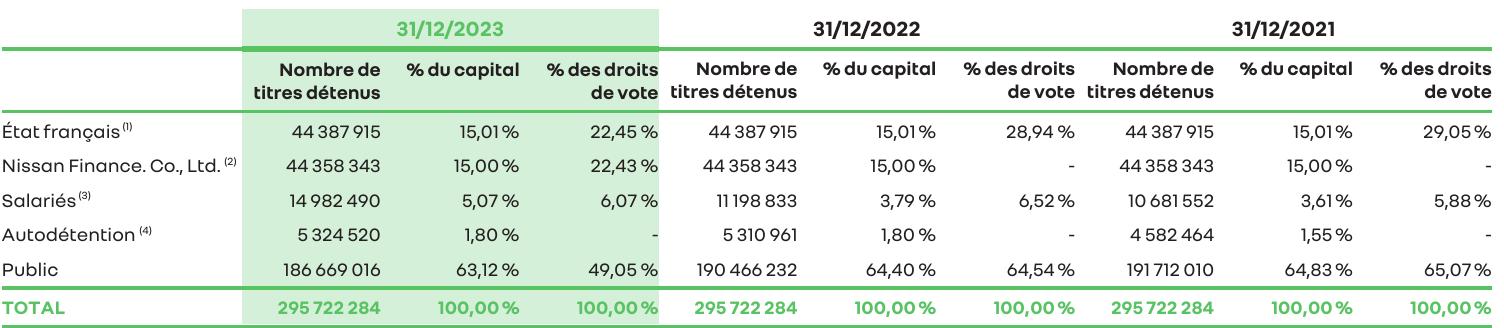 31/12/2023 31/12/2022 31/12/2021
Nombre de % du capital % des droits Nombre de % du capital % des droits Nombre de % du capital % des droits
titres détenus de vote titres détenus de vote titres détenus de vote
État français (1) 44 387 915 15,01 % 22,45 % 44 387 915 15,01 % 28,94 % 44 387 915 15,01 % 29,05 %
Nissan Finance. Co., Ltd. (2) 44 358 343 15,00 % 22,43 % 44 358 343 15,00 % - 44 358 343 15,00 % -
Salariés (3) 14 982 490 5,07 % 6,07 % 11 198 833 3,79 % 6,52 % 10 681 552 3,61 % 5,88 %
Autodétention (4) 5 324 520 1,80 % - 5 310 961 1,80 % - 4 582 464 1,55 % -
Public 186 669 016 63,12 % 49,05 % 190 466 232 64,40 % 64,54 % 191 712 010 64,83 % 65,07 %
TOTAL 295 722 284 100,00 % 100,00 % 295 722 284 100,00 % 100,00 % 295 722 284 100,00 % 100,00 %